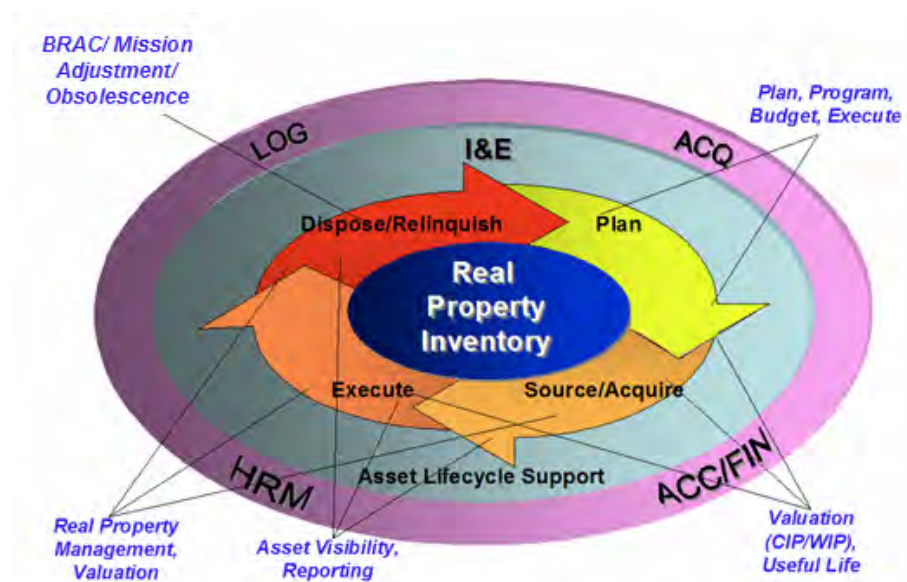 BRAC/ Mission
Adjustment/
Obsolescence
Plan, Program,
Budget, Execute
LOG
I&E
ACQ
Dispose/Relinquish
Plan
Real
Property
Inventory
Execute
Source/Acquire
Asset Lifecycle Support
HRM
ACC/FIN
Real Property
Management,
Valuation
Asset Visibility,
Reporting
Valuation
(CIP/WIP),
Useful Life